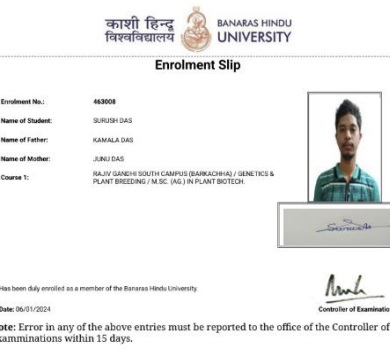 काशी हिन्दू विश्वविद्यालय
BANARAS HINDU UNIVERSITY
Enrolment Slip
Enrolment No.: 463008
Name of Student: SURUSH DAS
Name of Father: KAMALA DAS
Name of Mother: JUNU DAS
Course 1: RAJIV GANDHI SOUTH CAMPUS (BARKACHHA) / GENETICS &
PLANT BREEDING / M.SC. (AG.) IN PLANT BIOTECH.
Has been duly enrolled as a member of the Banaras Hindu University.
Date: 06/01/2024
Controller of Examinatio
ote: Error in any of the above entries must be reported to the office of the Controller of
xamminations within 15 days.